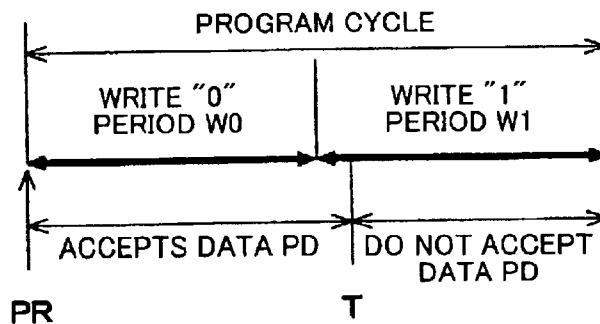 PROGRAM CYCLE
WRITE "0"
PERIOD W0
WRITE "1"
PERIOD W1
ACCEPTS DATA PD
DO NOT ACCEPT
DATA PD
PR
T